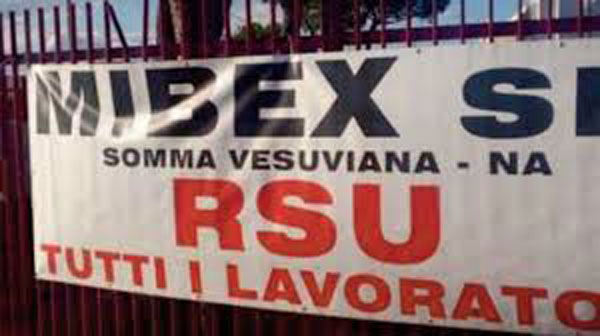 MIBEX S
SOMMA VESUVIANA - NA
RSU
TUTTI I LAVORATO